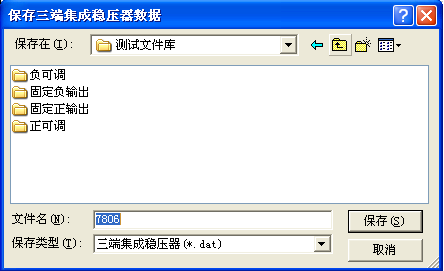 保存三端集成稳压器数据
保存在(I): 测试文件库
负可调
固定负输出
固定正输出
正可调
文件名(N): 7806 保存(S)
保存类型(T): 三端集成稳压器(*.dat) 取消